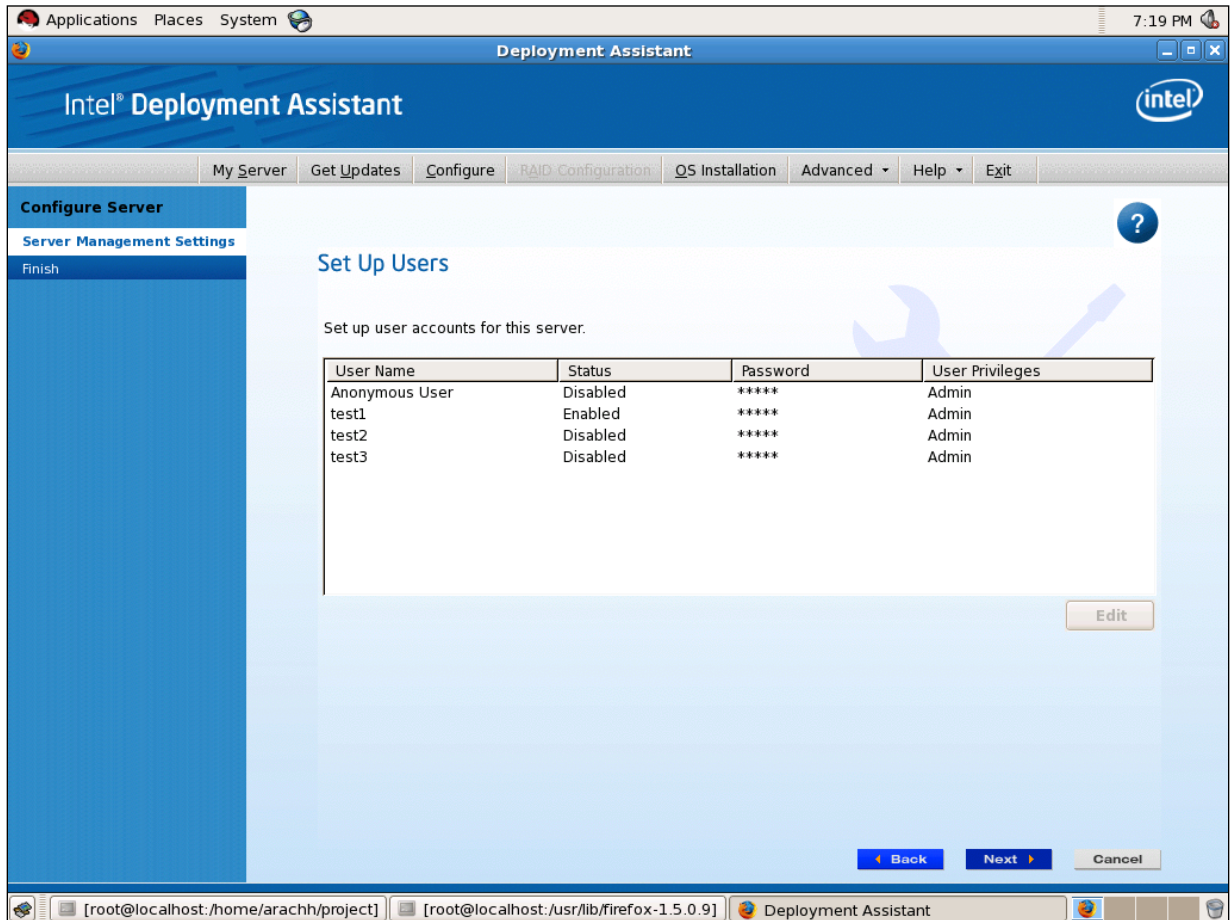 Applications Places System 7:19 PM
Deployment Assistant
Intel® Deployment Assistant
intel
My Server Get Updates Configure RAID Configuration OS Installation Advanced Help Exit
Configure Server
Server Management Settings
Finish
?
Set Up Users
Set up user accounts for this server.
User Name Status Password User Privileges
Anonymous User Disabled ***** Admin
test1 Enabled ***** Admin
test2 Disabled ***** Admin
test3 Disabled ***** Admin
Edit
Back Next Cancel
[root@localhost:/home/arachh/project] [root@localhost:/usr/lib/firefox-1.5.0.9] Deployment Assistant